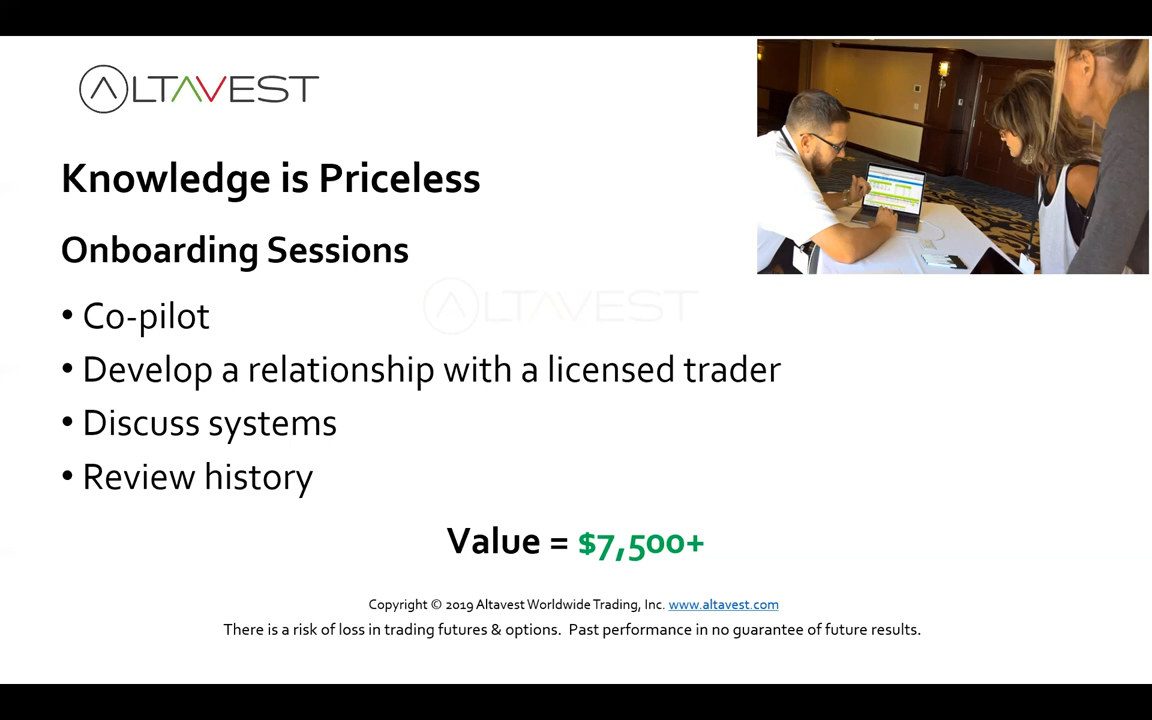 ALTAVEST
Knowledge is Priceless
Onboarding Sessions
ALTAVEST
• Co-pilot
• Develop a relationship with a licensed trader
• Discuss systems
• Review history
Value = $7,500+
Copyright © 2019 Altavest Worldwide Trading, Inc. www.altavest.com
There is a risk of loss in trading futures & options.  Past performance in no guarantee of future results.